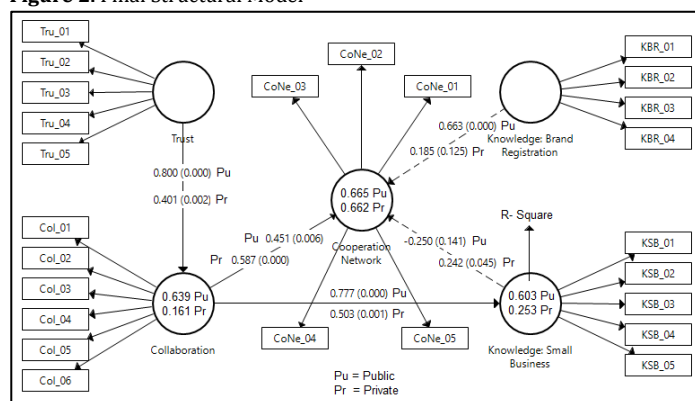 Figure 2. Final Structural Model
Tru_01
Tru_02
Tru_03
Tru_04
Tru_05
Trust
CoNe_03
CoNe_02
CoNe_01
KBR_01
KBR_02
KBR_03
KBR_04
Knowledge: Brand
Registration
0.663 (0.000) Pu
0.185 (0.125) Pr
0.800 (0.000) Pu
0.401 (0.002) Pr
0.665 Pu
0.662 Pr
Cooperation
Network
R- Square
Pu 0.451 (0.006)
Pr 0.587 (0.000)
-0.250 (0.141) Pu
0.242 (0.045) Pr
Col_01
Col_02
Col_03
Col_04
Col_05
Col_06
0.639 Pu
0.161 Pr
Collaboration
0.777 (0.000) Pu
0.503 (0.001) Pr
0.603 Pu
0.253 Pr
Knowledge: Small
Business
KSB_01
KSB_02
KSB_03
KSB_04
KSB_05
CoNe_04
CoNe_05
Pu = Public
Pr = Private